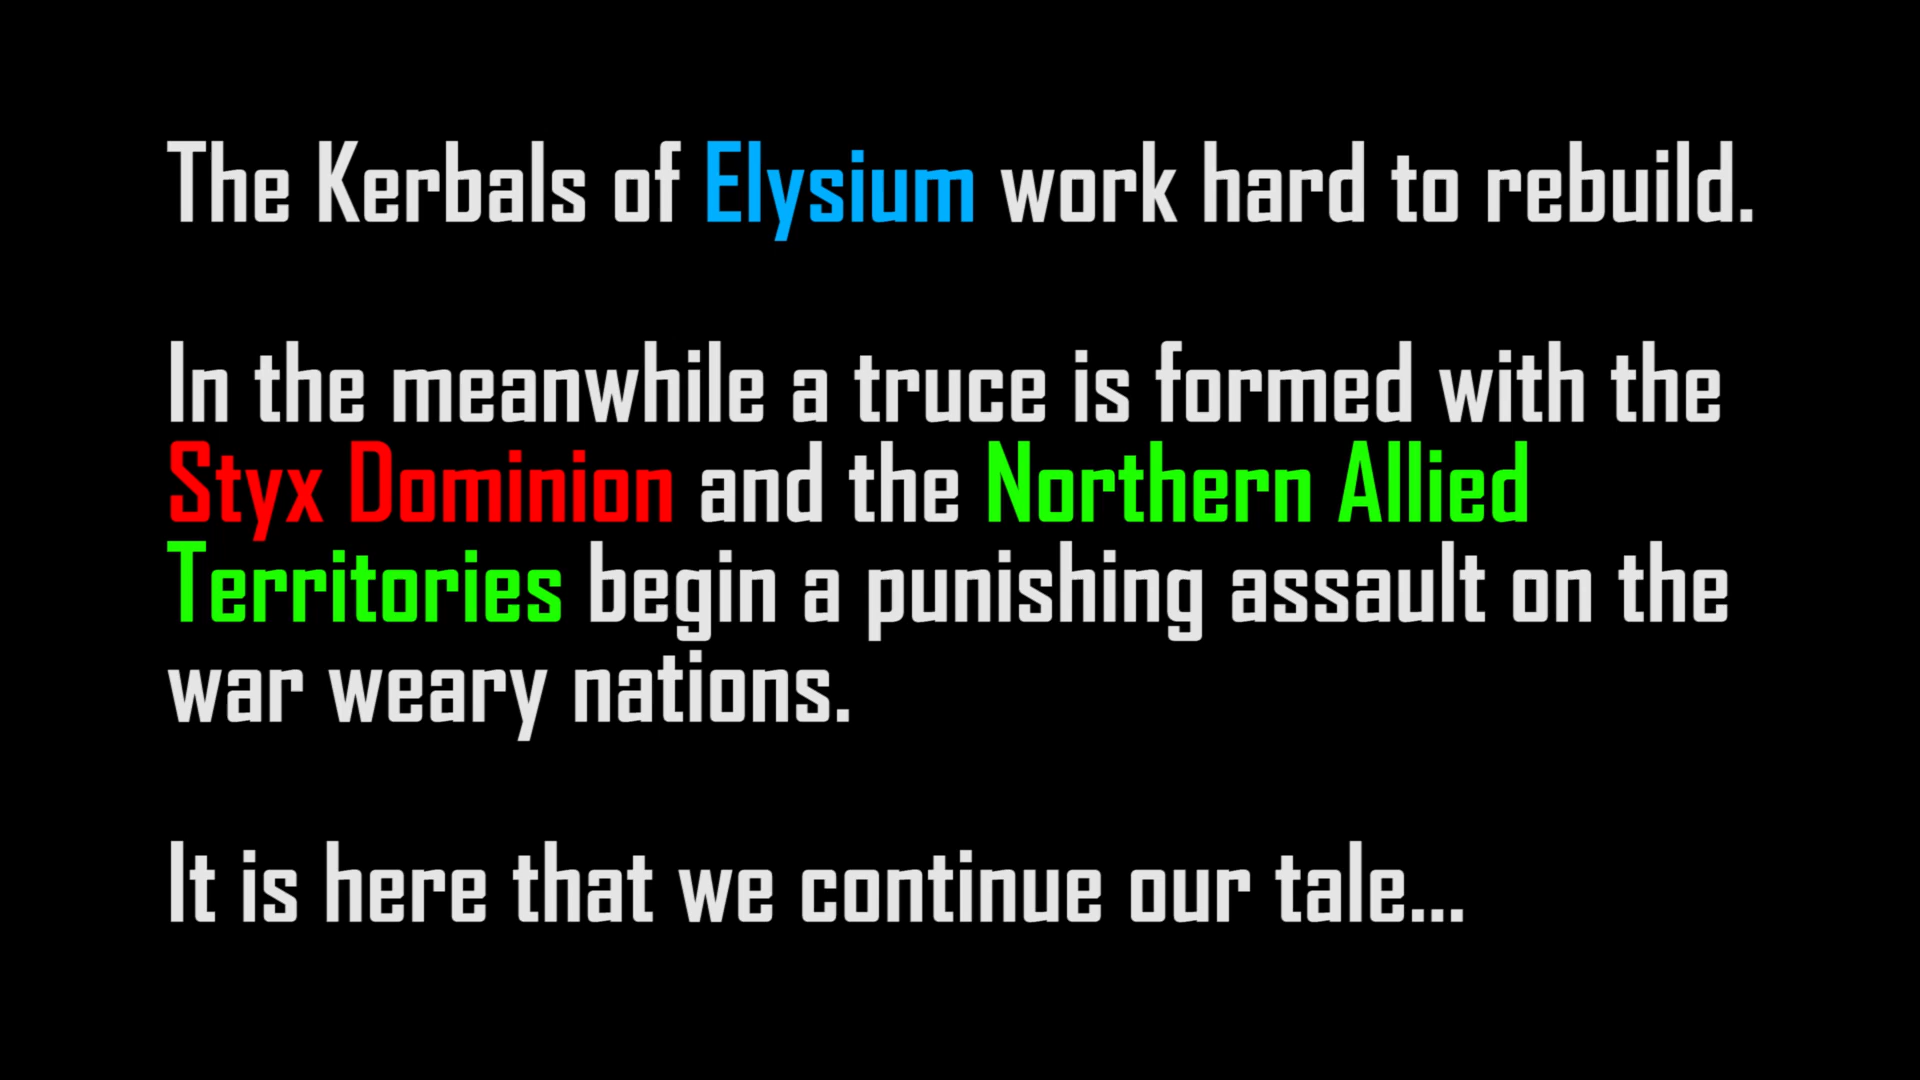 The Kerbals of Elysium work hard to rebuild.
In the meanwhile a truce is formed with the
Styx Dominion and the Northern Allied
Territories begin a punishing assault on the
war weary nations.
It is here that we continue our tale...